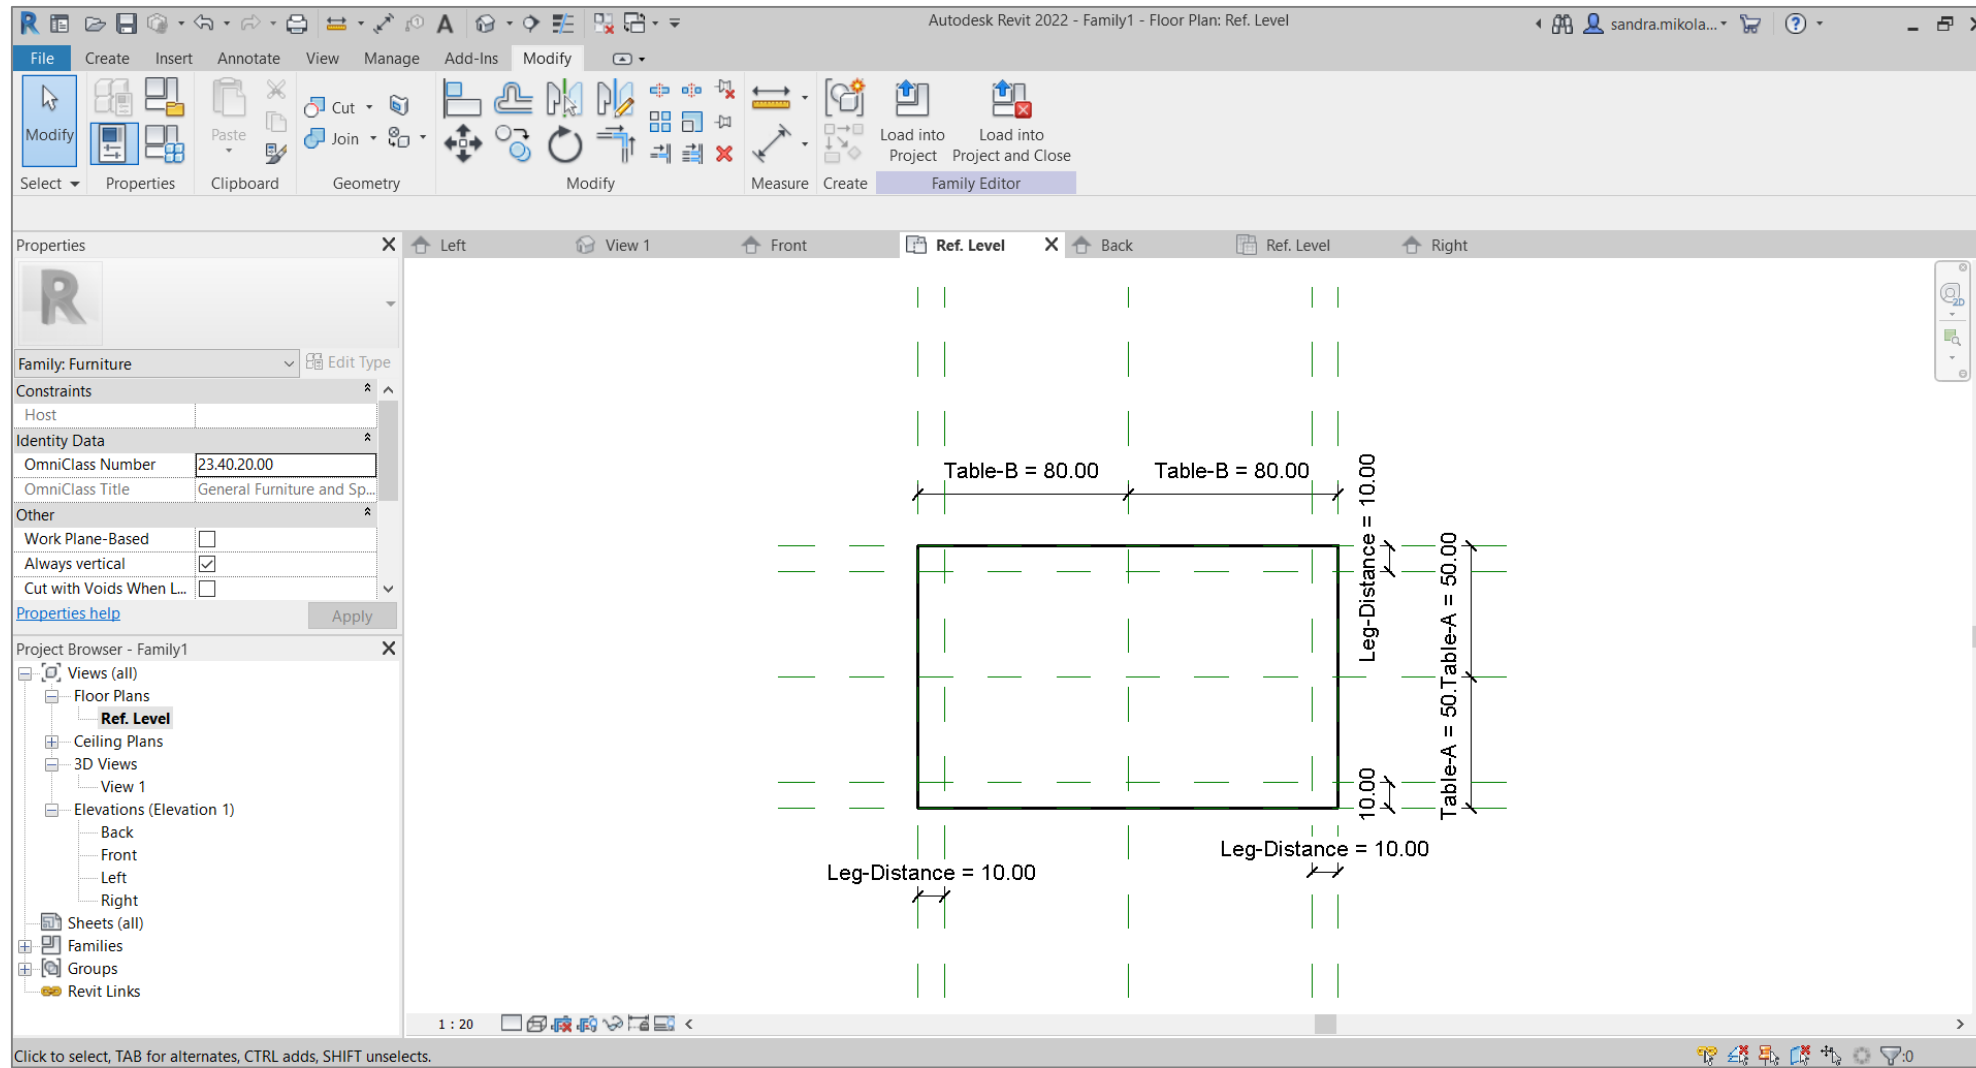 Autodesk Revit 2022 - Family1 - Floor Plan: Ref. Level
sandra.mikola...
File Create Insert Annotate View Manage Add-Ins Modify
Modify
Paste
Cut
Join
Load into Project
Load into Project and Close
Select Properties Clipboard Geometry Modify Measure Create Family Editor
Properties
Left View 1 Front Ref. Level Back Ref. Level Right
R
2D
Family: Furniture
Edit Type
Constraints
Host
Identity Data
OmniClass Number 23.40.20.00
OmniClass Title General Furniture and Sp...
Other
Work Plane-Based
Always vertical
Cut with Voids When L...
Properties help
Apply
Project Browser - Family1
Views (all)
Floor Plans
Ref. Level
Ceiling Plans
3D Views
View 1
Elevations (Elevation 1)
Back
Front
Left
Right
Sheets (all)
Families
Groups
Revit Links
Table-B = 80.00
Table-B = 80.00
Leg-Distance = 10.00
Table-A = 50.00
Table-A = 50.
10.00
Leg-Distance = 10.00
Leg-Distance = 10.00
1 : 20
Click to select, TAB for alternates, CTRL adds, SHIFT unselects.
:0